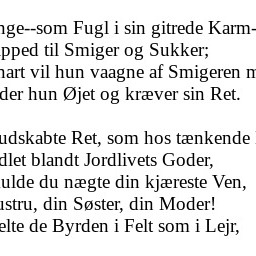 nge--som Fugl i sin gitrede Karm-
pped til Smiger og Sukker;
nart vil hun vaagne af Smigeren
der hun Øjet og kræver sin Ret.
udskabte Ret, som hos tænkende
dlet blandt Jordlivets Goder,
ulde du nægte din kjæreste Ven,
ustru, din Søster, din Moder!
elte de Byrden i Felt som i Lejr,